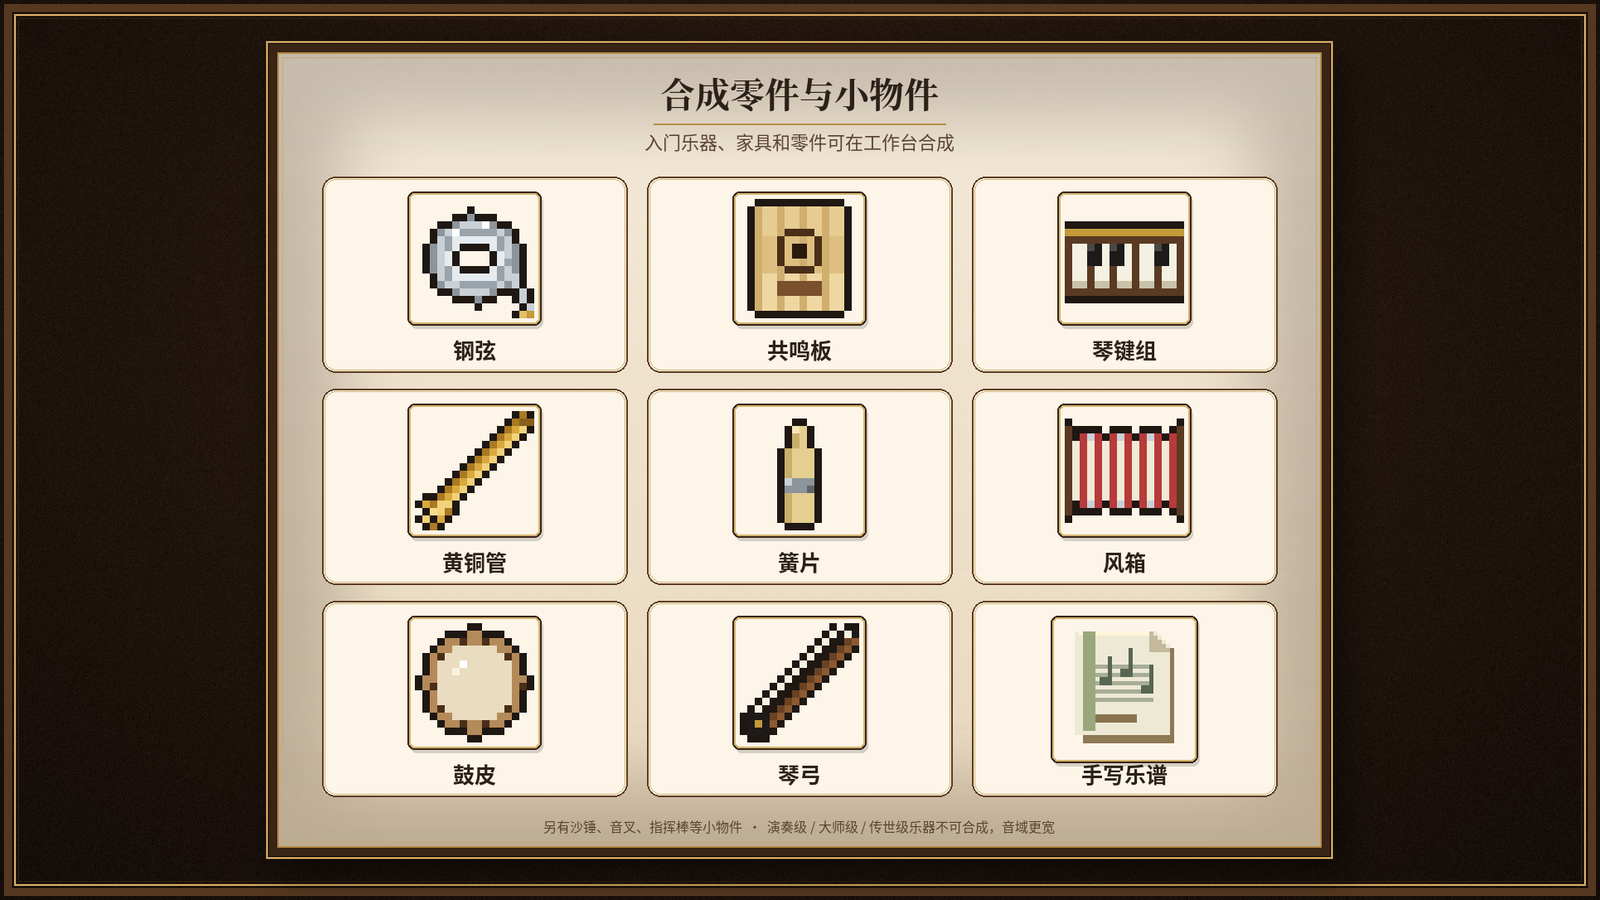 合成零件与小物件
入门乐器、家具和零件可在工作台合成
钢弦
共鸣板
琴键组
黄铜管
簧片
风箱
鼓皮
琴弓
手写乐谱
另有沙锤、音叉、指挥棒等小物件 · 演奏级 / 大师级 / 传世级乐器不可合成，音域更宽